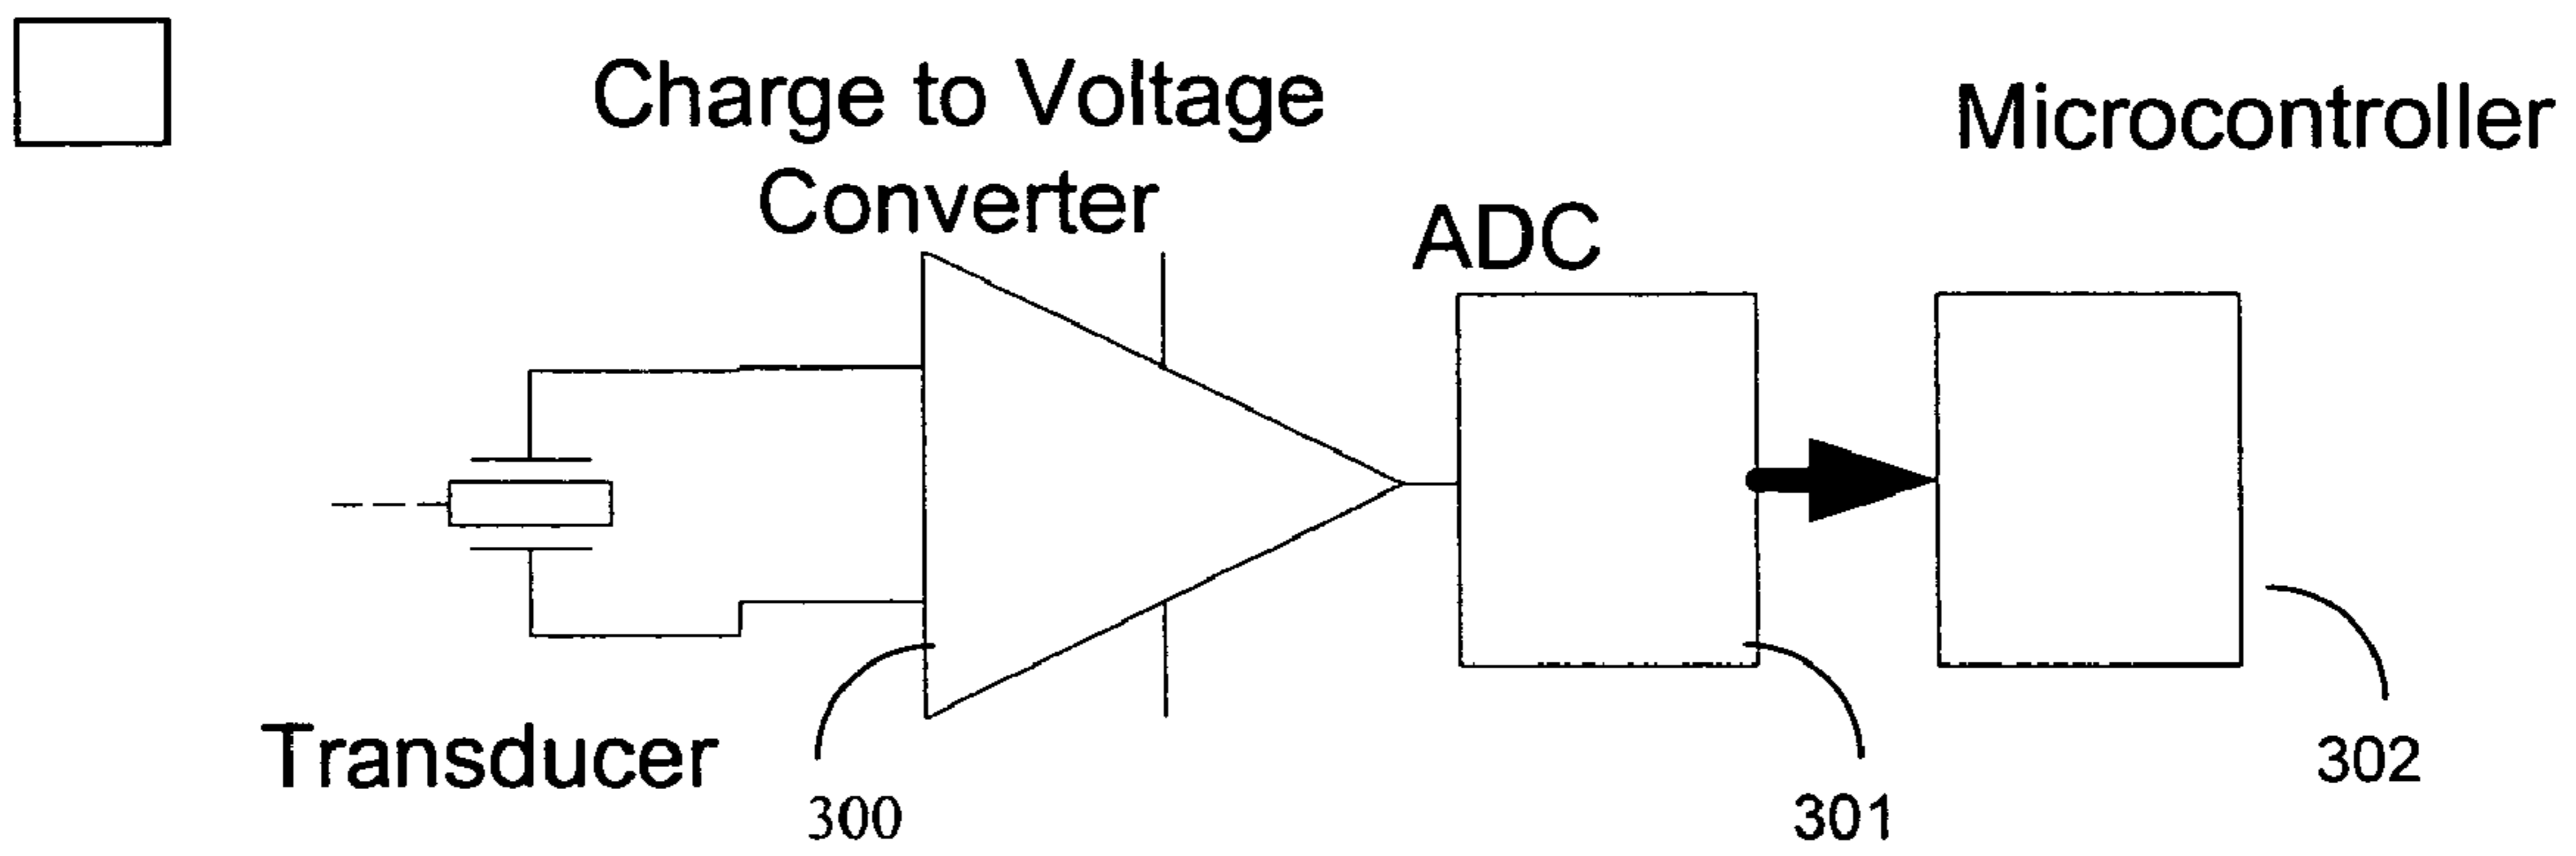 Charge to Voltage
Converter
Microcontroller
ADC
Transducer
300
301
302